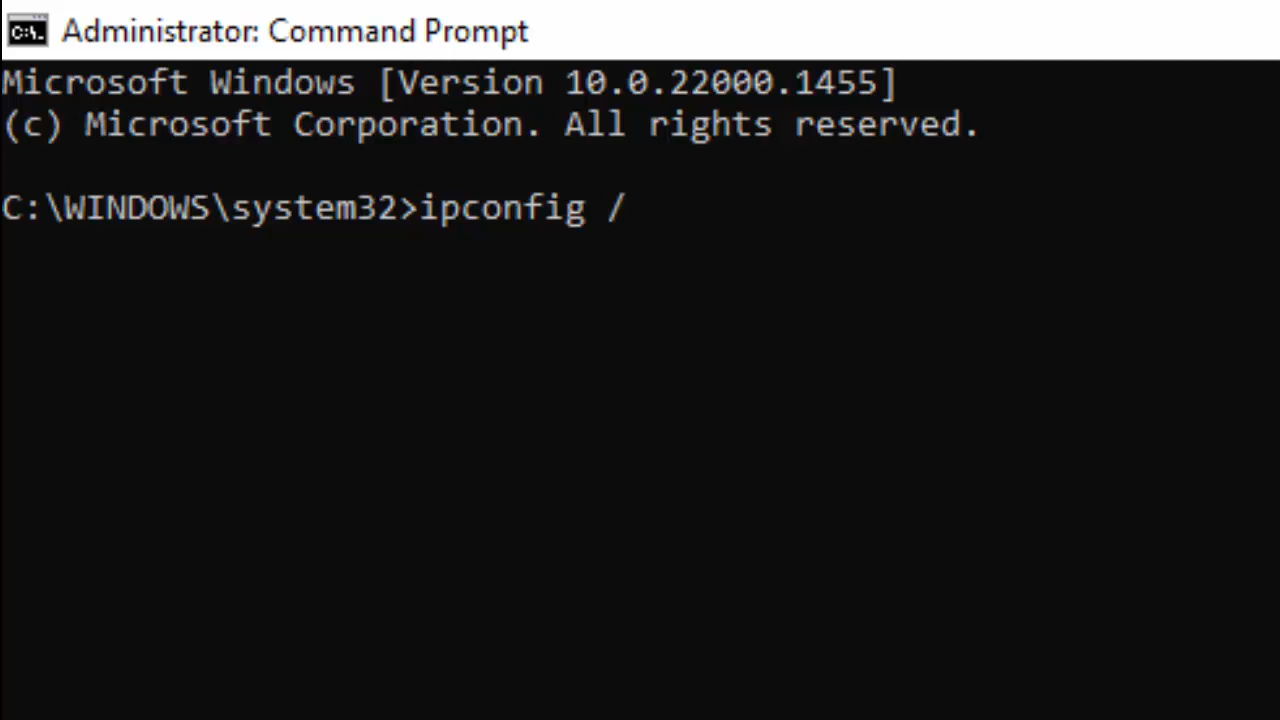 Administrator: Command Prompt
Microsoft Windows [Version 10.0.22000.1455]
(c) Microsoft Corporation. All rights reserved.
C:\WINDOWS\system32>ipconfig /